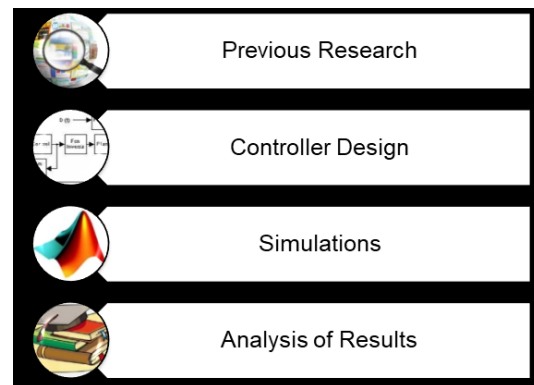 Previous Research
D (t)
Controller Design
Simulations
Analysis of Results